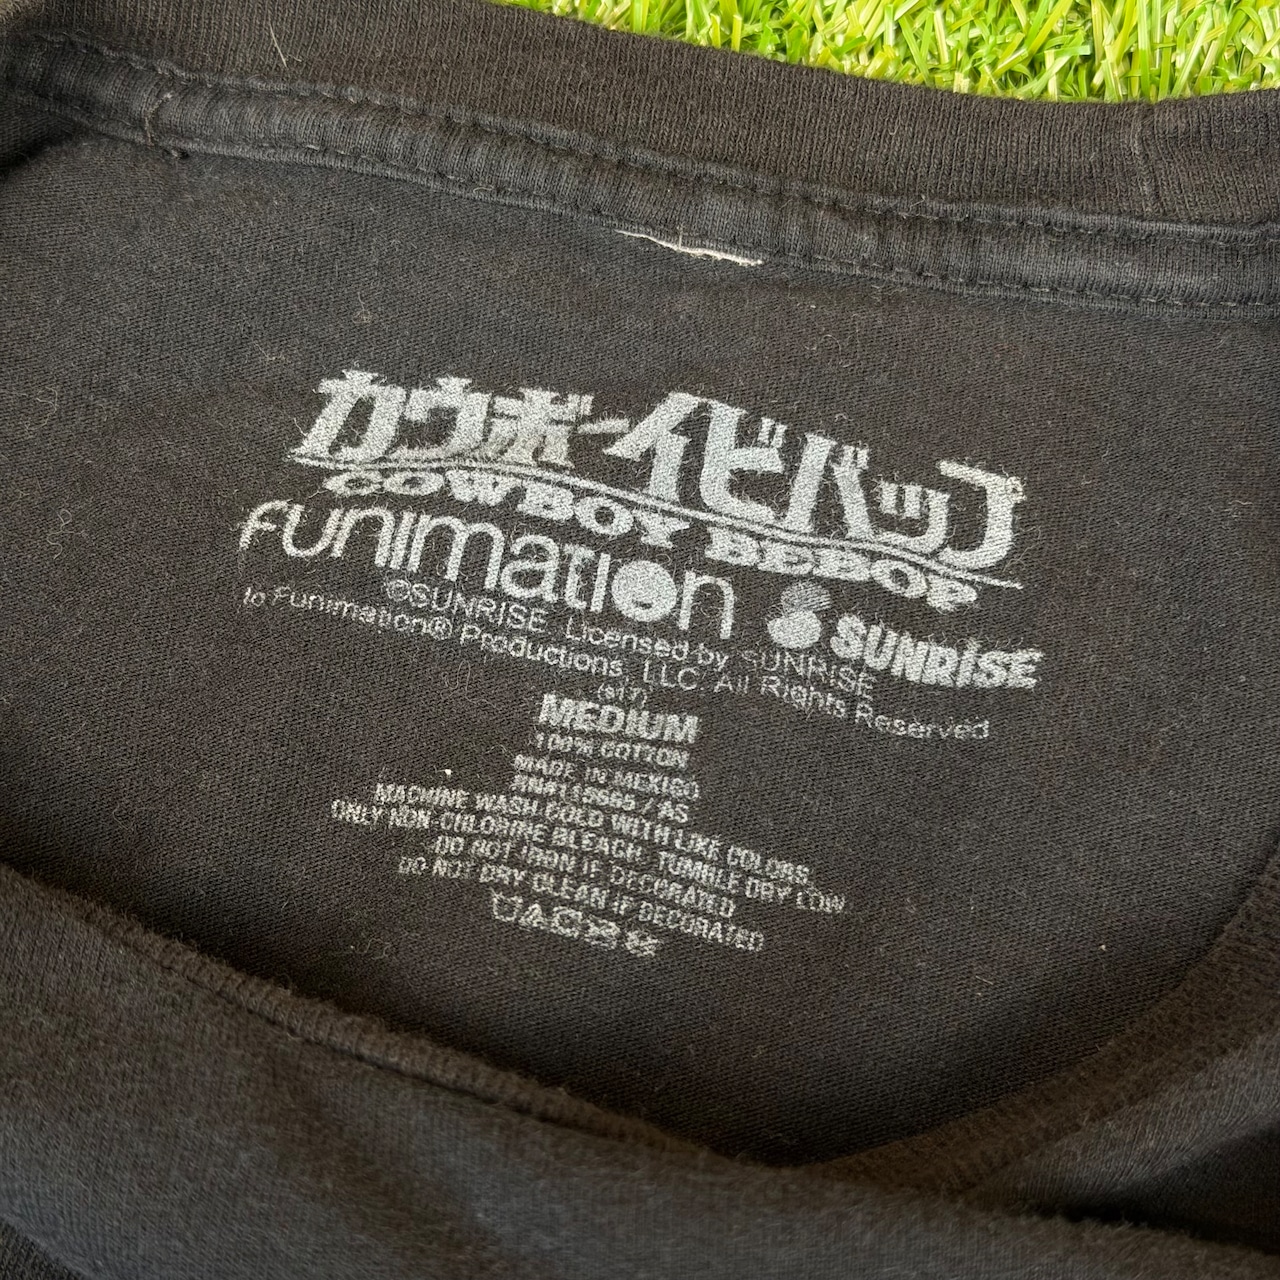 カウボーイビバップ
COWBOY BEBOP
FUNIMATION SUNRISE
©SUNRISE. Licensed by SUNRISE
to Funimation® Productions, LLC. All Rights Reserved
MEDIUM
100% COTTON
MADE IN MEXICO
MACHINE WASH COLD WITH LIKE COLORS
ONLY NON-CHLORINE BLEACH, TUMBLE DRY LOW
DO NOT IRON IF DECORATED
DO NOT DRY CLEAN IF DECORATED